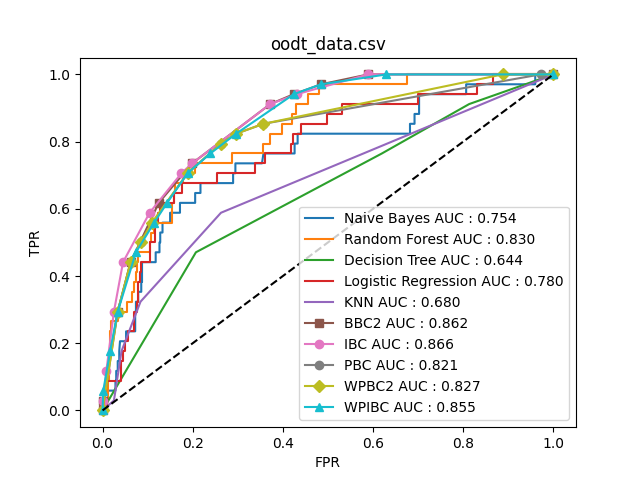 oodt_data.csv
TPR
1.0
0.8
0.6
0.4
0.2
0.0
Naive Bayes AUC : 0.754
Random Forest AUC : 0.830
Decision Tree AUC : 0.644
Logistic Regression AUC : 0.780
KNN AUC : 0.680
BBC2 AUC : 0.862
IBC AUC : 0.866
PBC AUC : 0.821
WPBC2 AUC : 0.827
WPIBC AUC : 0.855
0.0 0.2 0.4 0.6 0.8 1.0
FPR